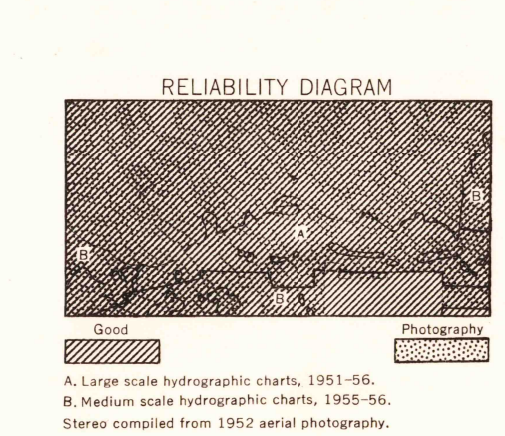 RELIABILITY DIAGRAM
B
A
B
B
Good
Photography
A. Large scale hydrographic charts, 1951-56.
B. Medium scale hydrographic charts, 1955-56.
Stereo compiled from 1952 aerial photography.